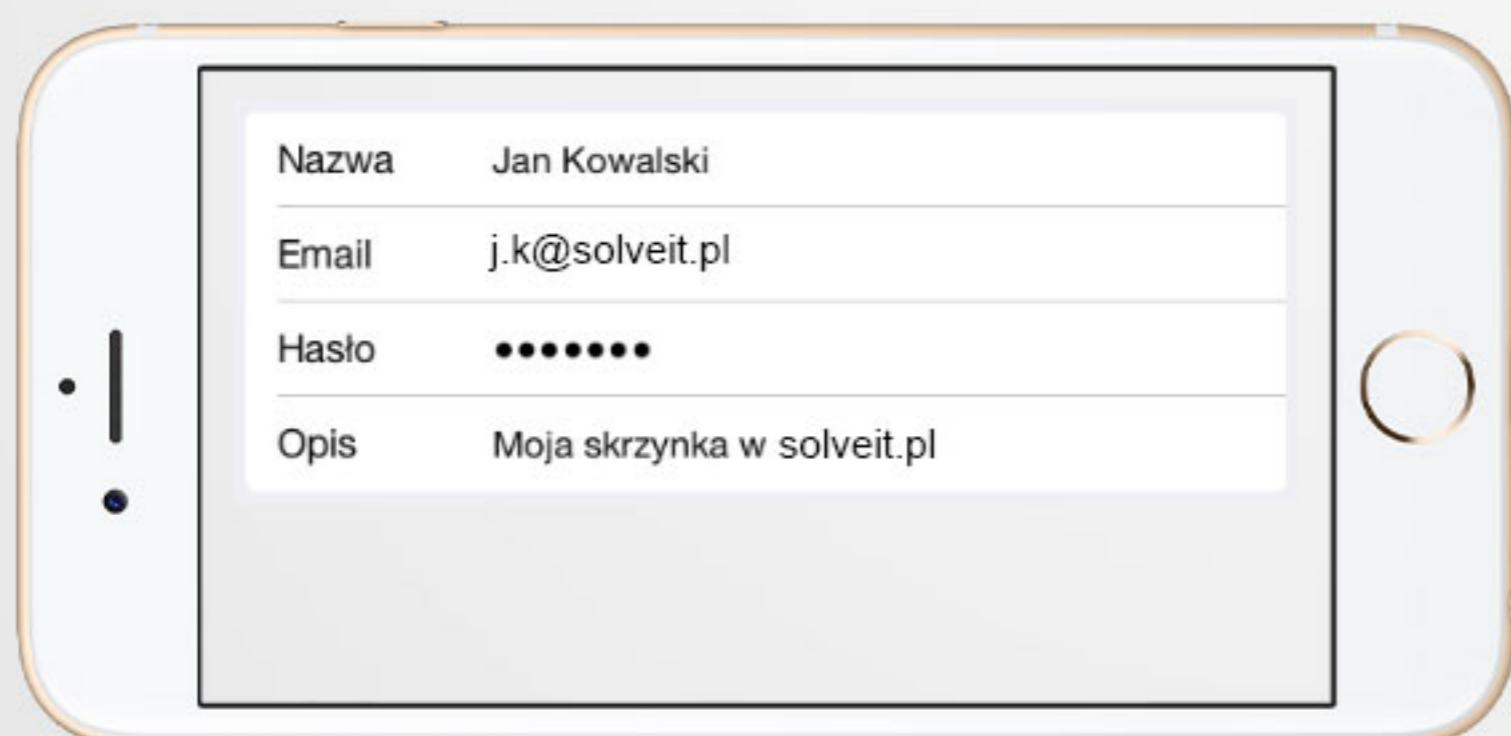 Nazwa Jan Kowalski
Email j.k@solveit.pl
Hasło •••••••
Opis Moja skrzynka w solveit.pl